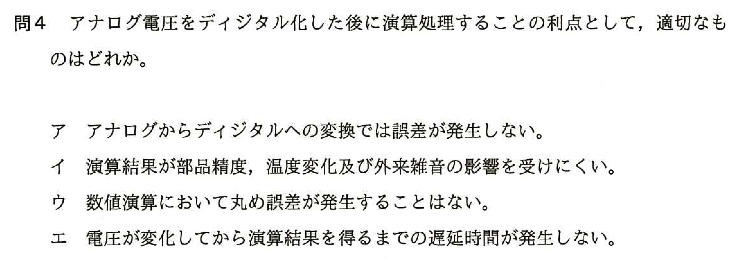 問4 アナログ電圧をディジタル化した後に演算処理することの利点として，適切なも
のはどれか。
ア アナログからディジタルへの変換では誤差が発生しない。
イ 演算結果が部品精度，温度変化及び外来雑音の影響を受けにくい。
ウ 数値演算において丸め誤差が発生することはない。
エ 電圧が変化してから演算結果を得るまでの遅延時間が発生しない。